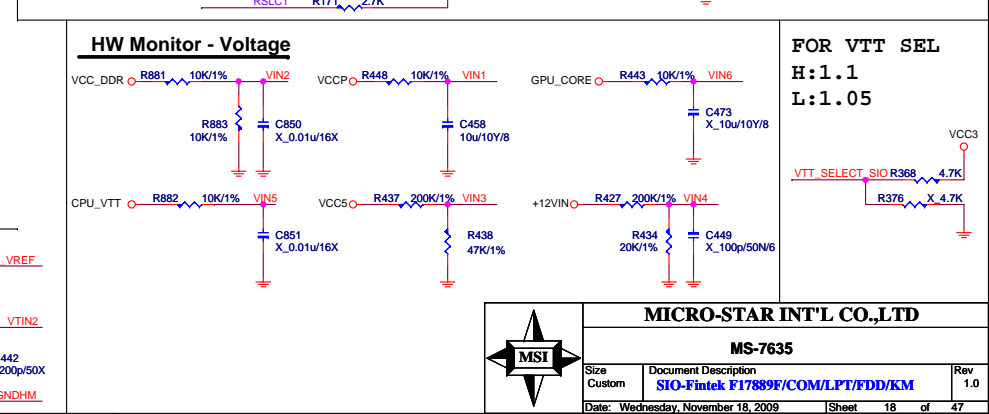 RSLCT R171 2.7K
HW Monitor - Voltage
VCC_DDR R881 10K/1% VIN2
R883
10K/1%
C850
X_0.01u/16X
VCCP R448 10K/1% VIN1
C458
10u/10Y/8
GPU_CORE R443 10K/1% VIN6
C473
X_10u/10Y/8
CPU_VTT R882 10K/1% VIN5
C851
X_0.01u/16X
VCC5 R437 200K/1% VIN3
R438
47K/1%
+12VIN R427 200K/1% VIN4
R434
20K/1%
C449
X_100p/50N/6
FOR VTT SEL
H:1.1
L:1.05
VCC3
VTT_SELECT_SIO R368 4.7K
R376 X_4.7K
_VREF
VTIN2
442
200p/50X
GNDHM
MSI
MICRO-STAR INT'L CO.,LTD
MS-7635
Size
Custom
Document Description
SIO-Fintek F17889F/COM/LPT/FDD/KM
Rev
1.0
Date: Wednesday, November 18, 2009
Sheet 18 of 47